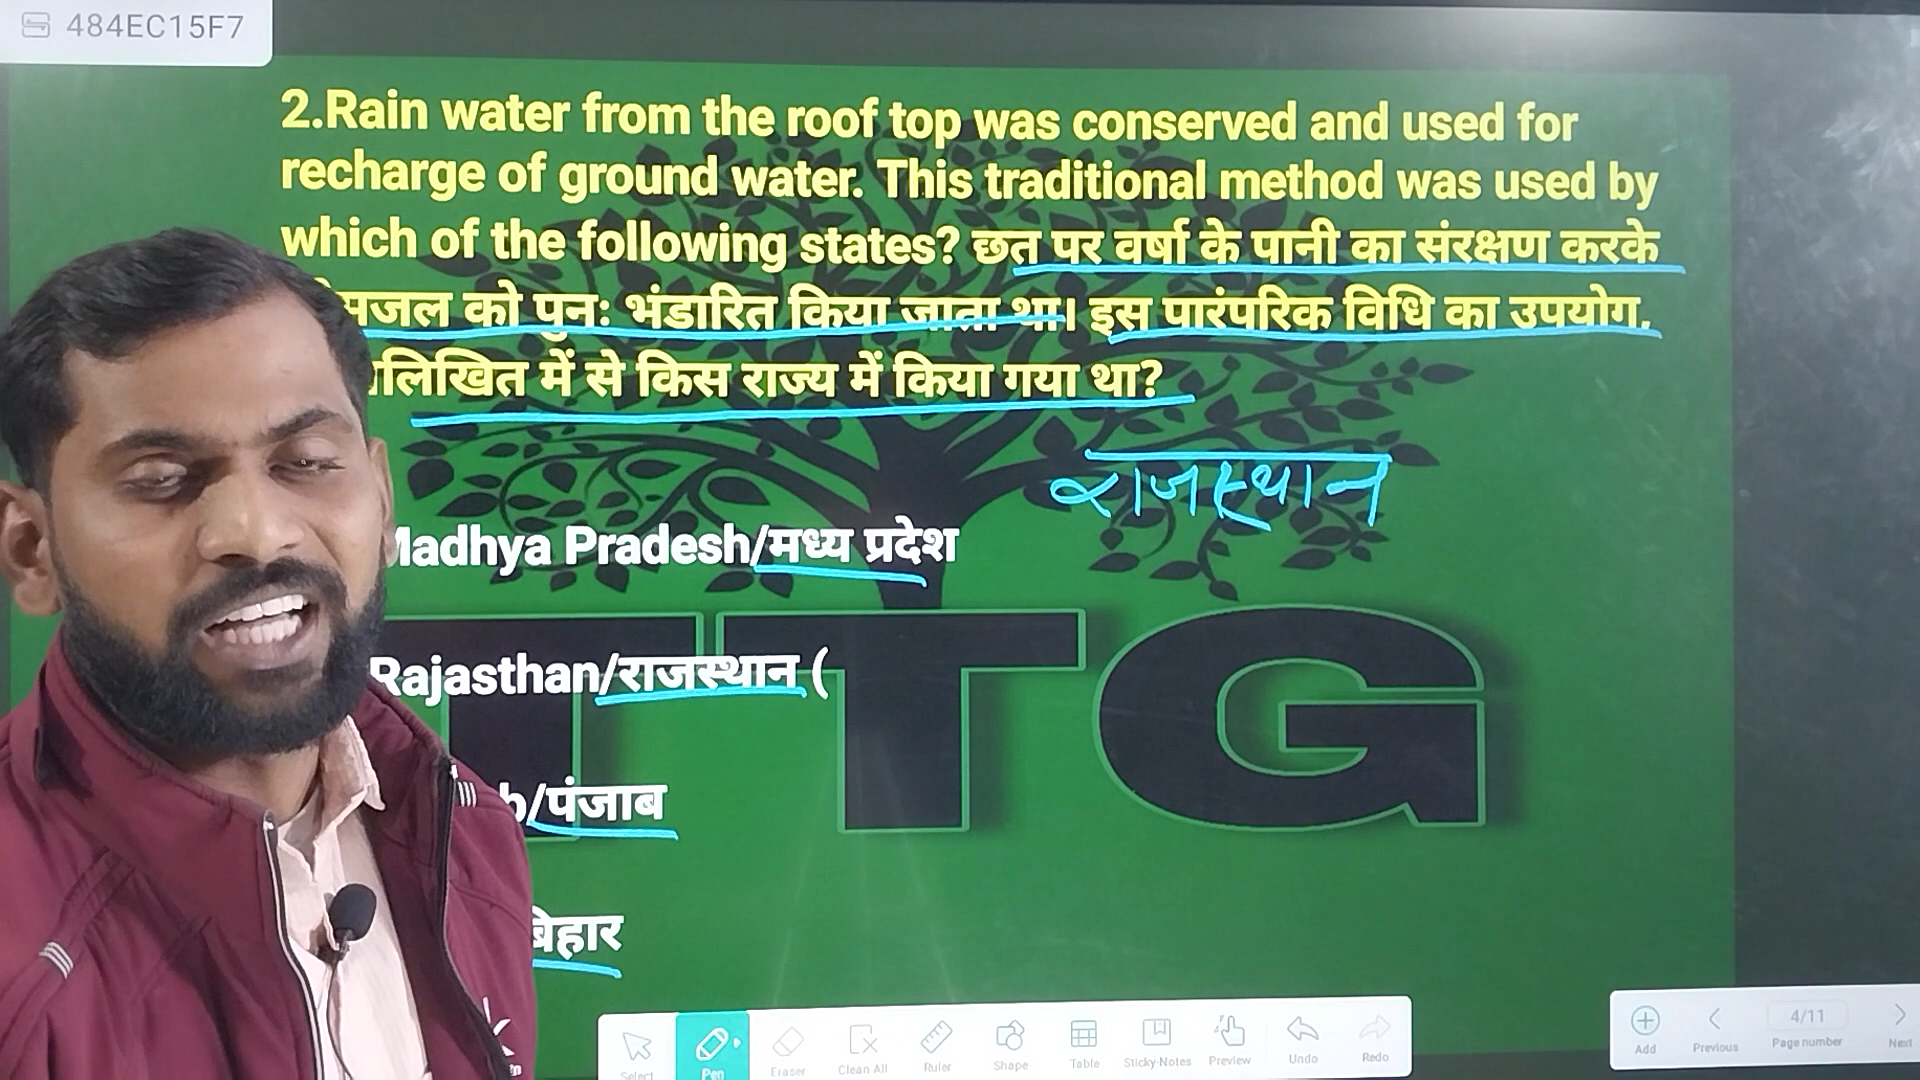 484EC15F7
2.Rain water from the roof top was conserved and used for
recharge of ground water. This traditional method was used by
which of the following states? छत पर वर्षा के पानी का संरक्षण करके
को पुनः भंडारित किया जाता था। इस पारंपरिक विधि का उपयोग,
में से किस राज्य में किया गया था?
राजस्थान
Madhya Pradesh/मध्य प्रदेश
Rajasthan/राजस्थान (
/पंजाब
बिहार
TTG
Select Pen Eraser Clean All Ruler Shape Table Sticky-Notes Preview Undo Redo
Add Previous 4/11 Page number Next